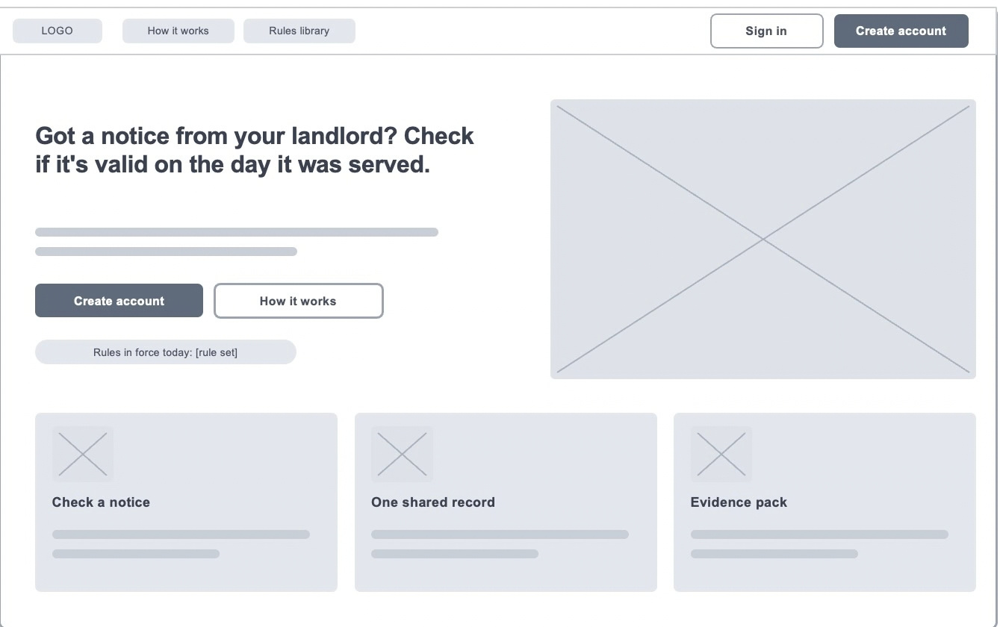 LOGO
How it works
Rules library
Sign in
Create account
Got a notice from your landlord? Check
if it's valid on the day it was served.
Create account
How it works
Rules in force today: [rule set]
Check a notice
One shared record
Evidence pack